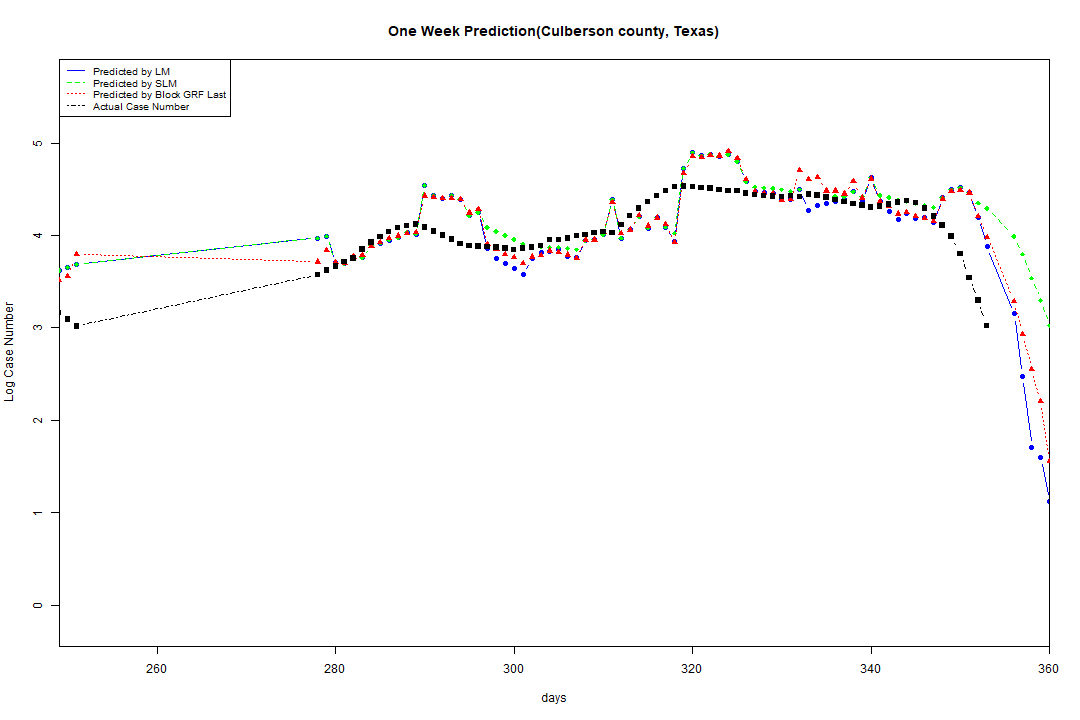 One Week Prediction(Culberson county, Texas)
Predicted by LM
Predicted by SLM
Predicted by Block GRF Last
Actual Case Number
5
4
3
2
1
0
Log Case Number
260 280 300 320 340 360
days